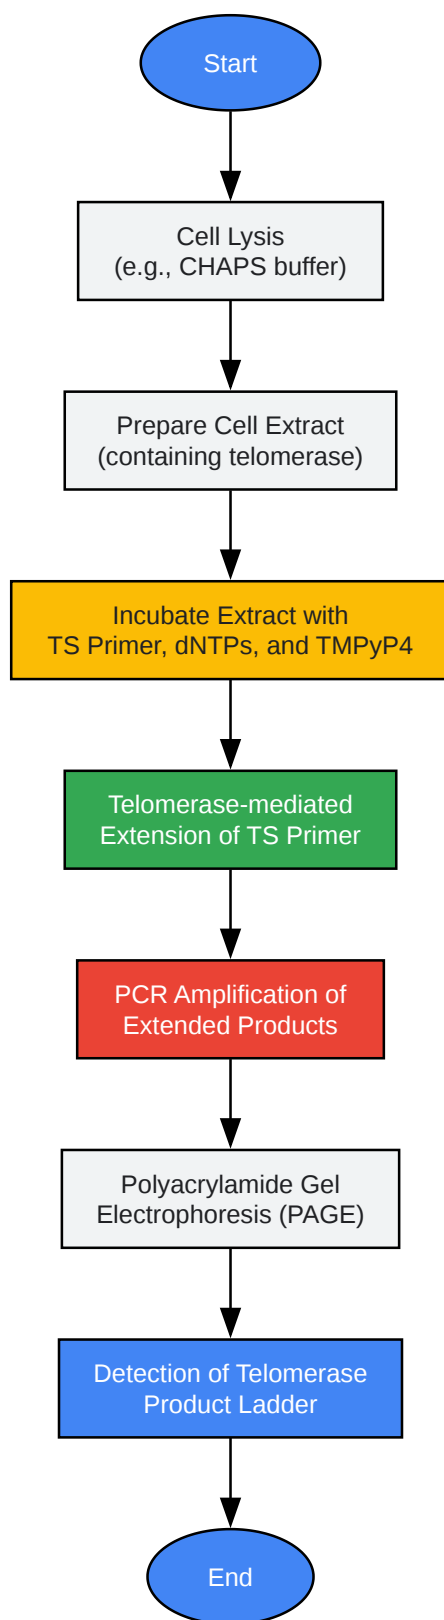 Start
Cell Lysis
(e.g., CHAPS buffer)
Prepare Cell Extract
(containing telomerase)
Incubate Extract with
TS Primer, dNTPs, and TMPyP4
Telomerase-mediated
Extension of TS Primer
PCR Amplification of
Extended Products
Polyacrylamide Gel
Electrophoresis (PAGE)
Detection of Telomerase
Product Ladder
End